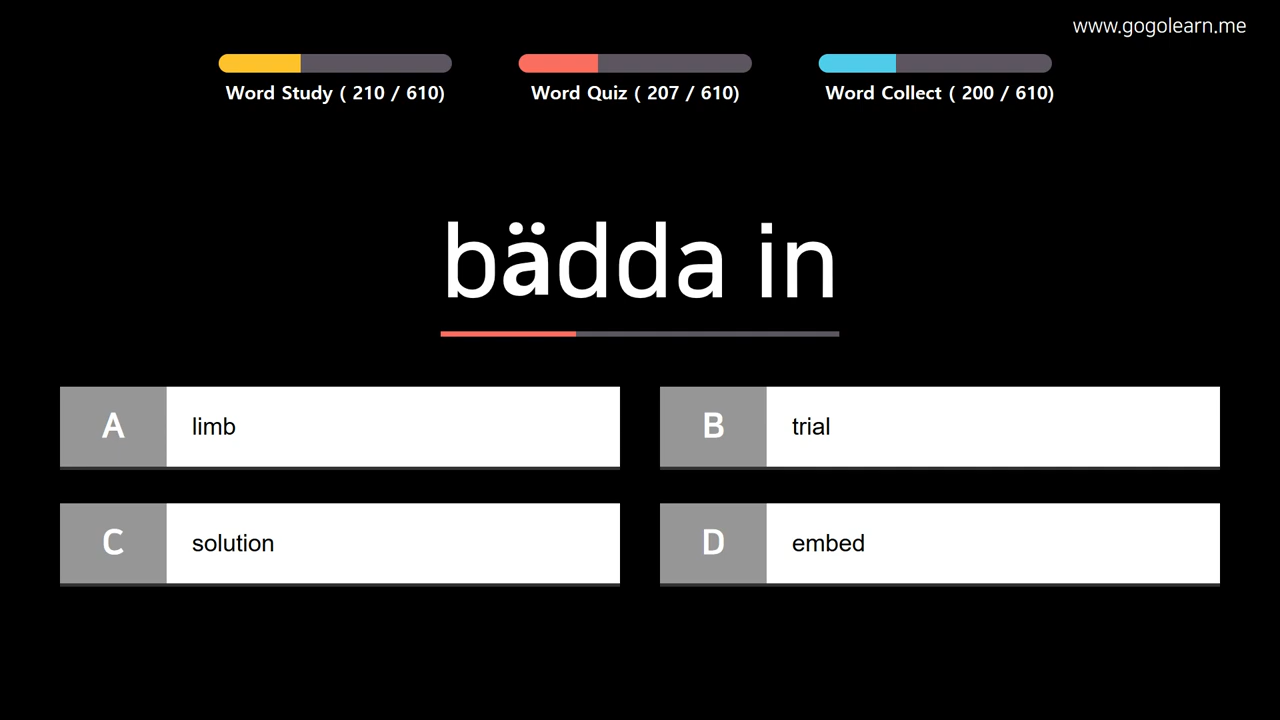 www.gogolearn.me
Word Study ( 210 / 610)
Word Quiz ( 207 / 610)
Word Collect ( 200 / 610)
bädda in
A limb
B trial
C solution
D embed